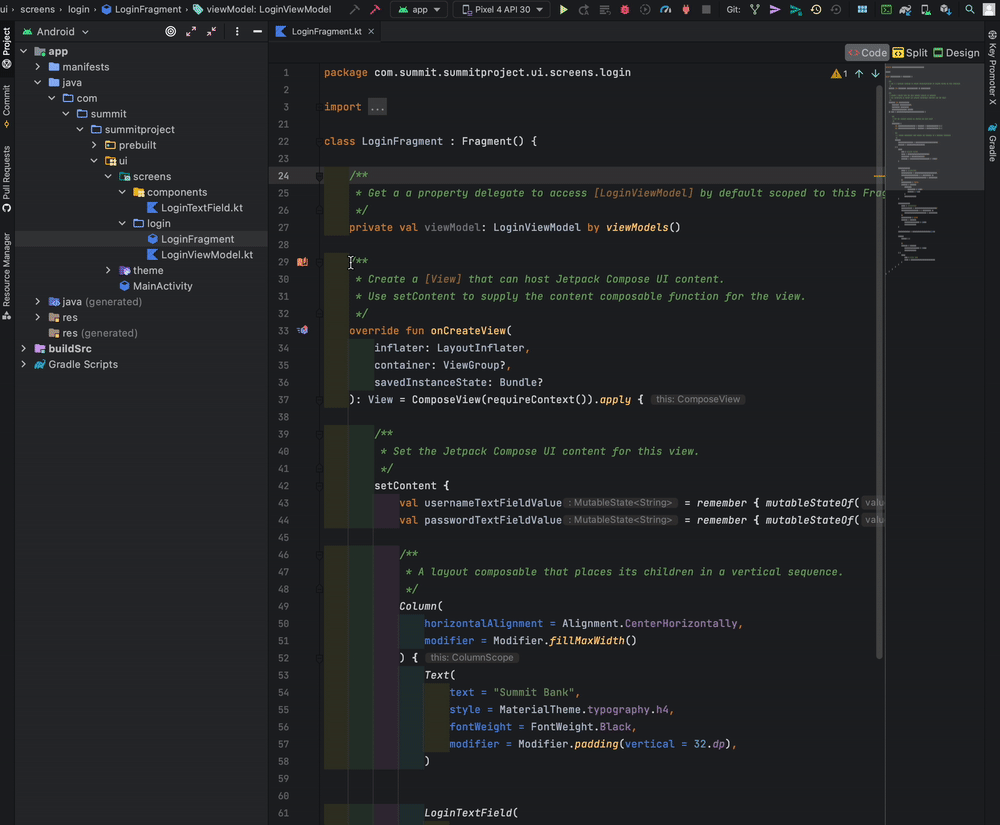 ui › screens › login › LoginFragment › viewModel: LoginViewModel
app
Pixel 4 API 30
Git:
Project
Commit
Pull Requests
Resource Manager
Android
app
manifests
java
com
summit
summitproject
prebuilt
ui
screens
components
LoginTextField.kt
login
LoginFragment
LoginViewModel.kt
theme
MainActivity
java (generated)
res
res (generated)
buildSrc
Gradle Scripts
LoginFragment.kt
Code Split Design
1
1 package com.summit.summitproject.ui.screens.login
2
3 import ...
21
22 class LoginFragment : Fragment() {
23
24 /**
25 * Get a a property delegate to access [LoginViewModel] by default scoped to this Frag
26 */
27 private val viewModel: LoginViewModel by viewModels()
28
29 /**
30 * Create a [View] that can host Jetpack Compose UI content.
31 * Use setContent to supply the content composable function for the view.
32 */
33 override fun onCreateView(
34 inflater: LayoutInflater,
35 container: ViewGroup?,
36 savedInstanceState: Bundle?
37 ): View = ComposeView(requireContext()).apply { this: ComposeView
38
39 /**
40 * Set the Jetpack Compose UI content for this view.
41 */
42 setContent {
43 val usernameTextFieldValue : MutableState<String> = remember { mutableStateOf( valu
44 val passwordTextFieldValue : MutableState<String> = remember { mutableStateOf( valu
45
46 /**
47 * A layout composable that places its children in a vertical sequence.
48 */
49 Column(
50 horizontalAlignment = Alignment.CenterHorizontally,
51 modifier = Modifier.fillMaxWidth()
52 ) { this: ColumnScope
53 Text(
54 text = "Summit Bank",
55 style = MaterialTheme.typography.h4,
56 fontWeight = FontWeight.Black,
57 modifier = Modifier.padding(vertical = 32.dp),
58 )
59
60
61 LoginTextField(
Key Promoter X
Gradle